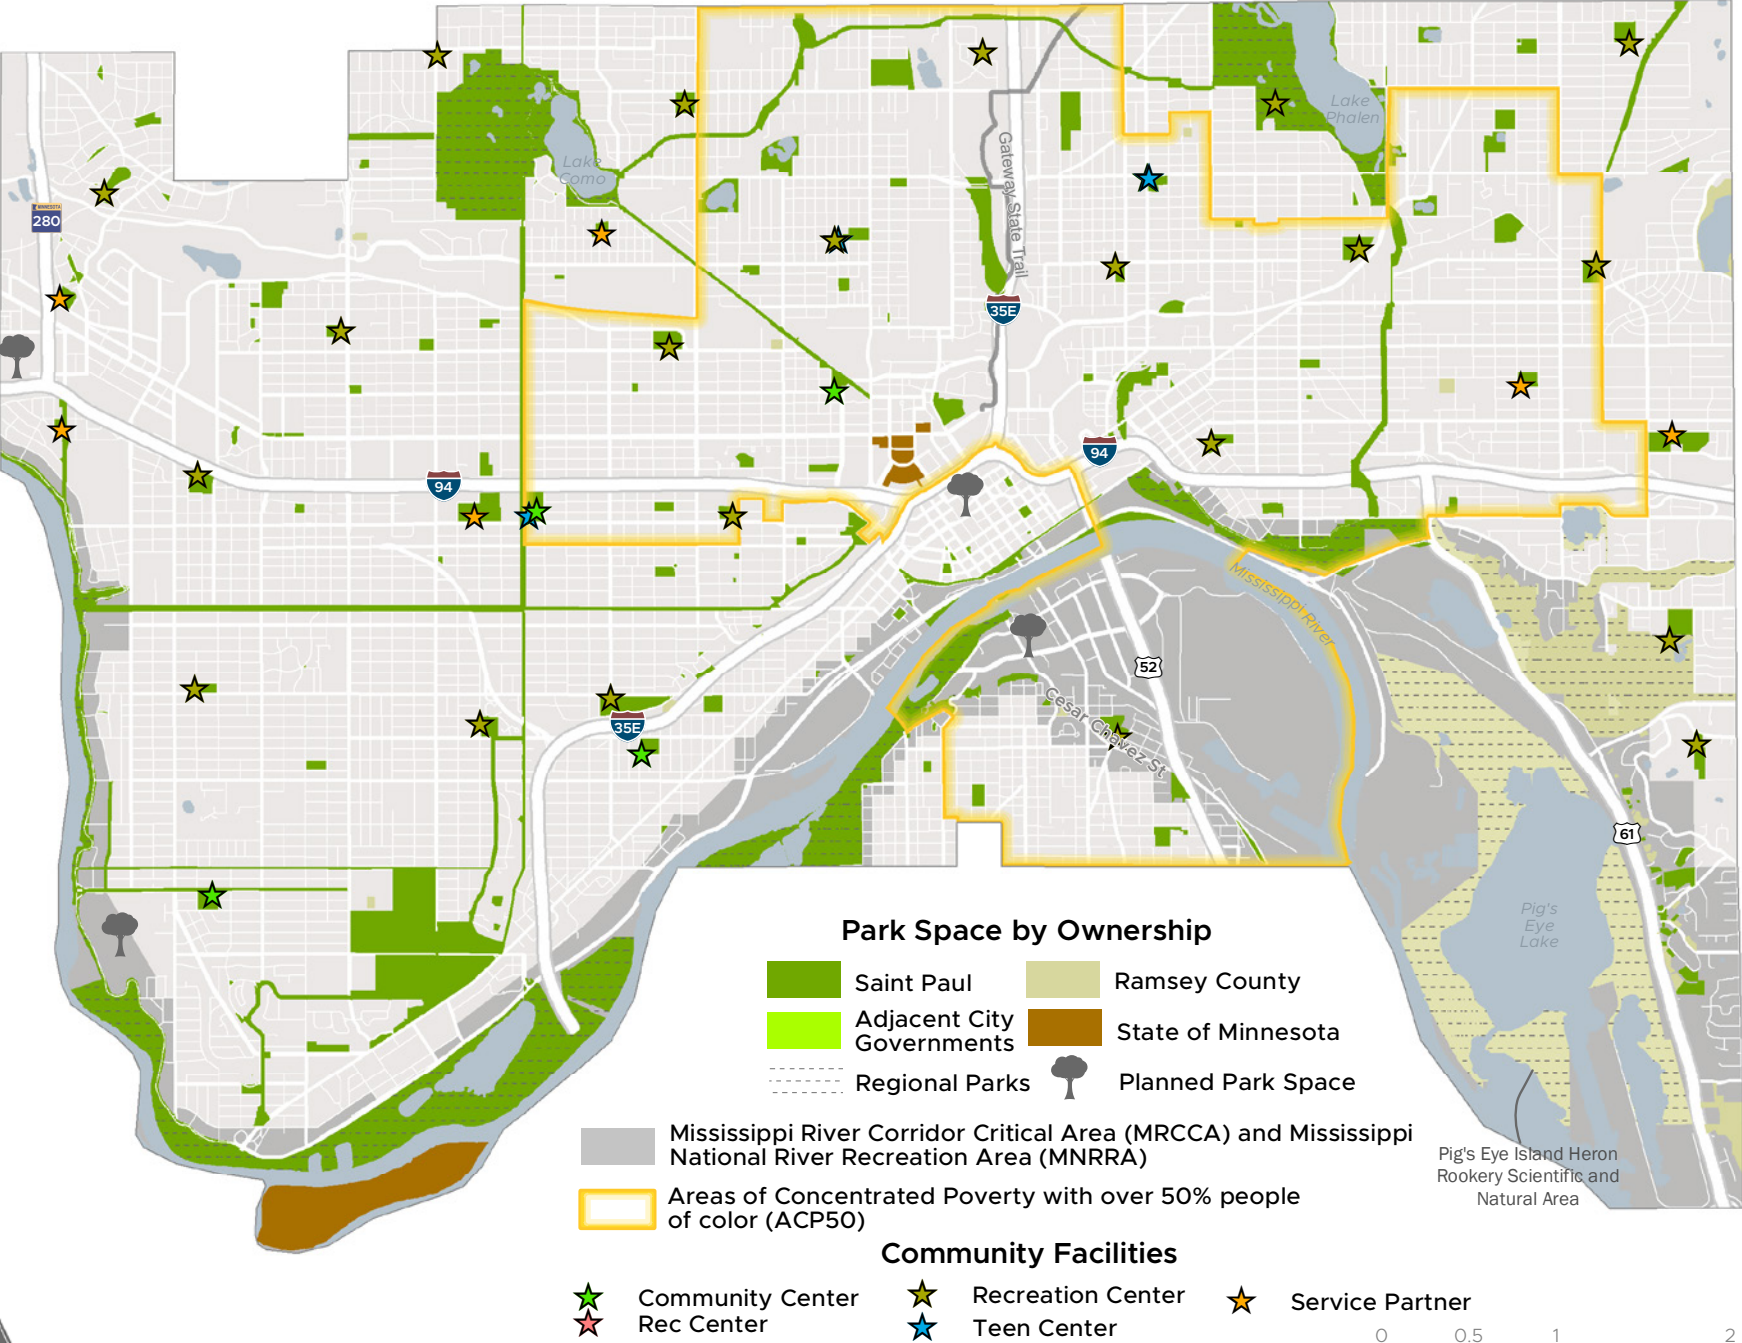 Lake
Phalen
Lake
Como
Gateway State Trail
MINNESOTA
280
35E
94
94
Mississippi River
52
Cesar Chavez St
35E
61
Pig's
Eye
Lake
Park Space by Ownership
Saint Paul
Ramsey County
Adjacent City
Governments
State of Minnesota
Regional Parks
Planned Park Space
Mississippi River Corridor Critical Area (MRCCA) and Mississippi
National River Recreation Area (MNRRA)
Pig's Eye Island Heron
Rookery Scientific and
Natural Area
Areas of Concentrated Poverty with over 50% people
of color (ACP50)
Community Facilities
Community Center
Recreation Center
Service Partner
Rec Center
Teen Center
0 0.5 1 2